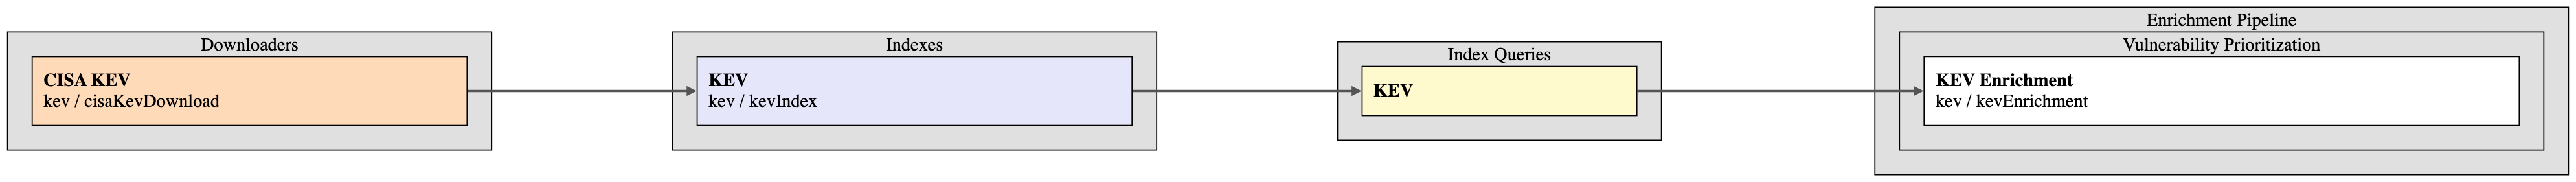 Downloaders
CISA KEV
kev / cisaKevDownload
Indexes
KEV
kev / kevIndex
Index Queries
KEV
Enrichment Pipeline
Vulnerability Prioritization
KEV Enrichment
kev / kevEnrichment